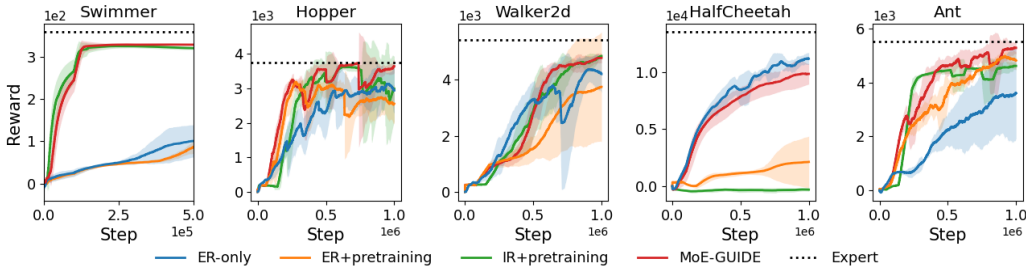 Swimmer Hopper Walker2d HalfCheetah Ant
1e2 1e3 1e3 1e4 1e3
Reward
3 2 1 0
4 3 2 1 0
4 2 0
1.0 0.5 0.0
6 4 2 0
0.0 2.5 5.0 0.0 0.5 1.0 0.0 0.5 1.0 0.0 0.5 1.0 0.0 0.5 1.0
Step 1e5 Step 1e6 Step 1e6 Step 1e6 Step 1e6
ER-only ER+pretraining IR+pretraining MoE-GUIDE Expert